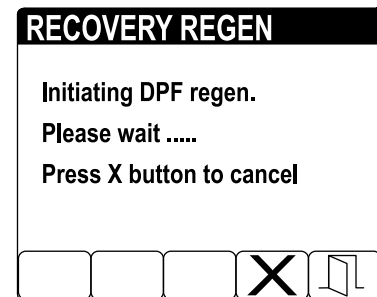 RECOVERY REGEN
Initiating DPF regen.
Please wait .....
Press X button to cancel
X